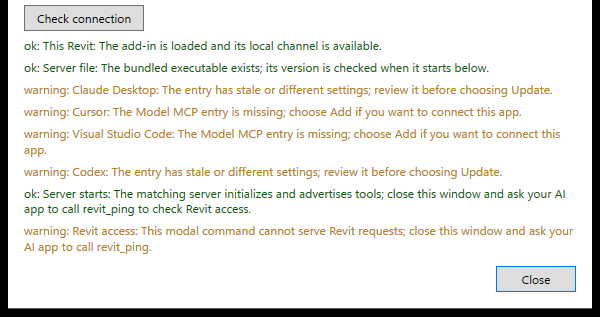 Check connection
ok: This Revit: The add-in is loaded and its local channel is available.
ok: Server file: The bundled executable exists; its version is checked when it starts below.
warning: Claude Desktop: The entry has stale or different settings; review it before choosing Update.
warning: Cursor: The Model MCP entry is missing; choose Add if you want to connect this app.
warning: Visual Studio Code: The Model MCP entry is missing; choose Add if you want to connect this
app.
warning: Codex: The entry has stale or different settings; review it before choosing Update.
ok: Server starts: The matching server initializes and advertises tools; close this window and ask your AI
app to call revit_ping to check Revit access.
warning: Revit access: This modal command cannot serve Revit requests; close this window and ask your
AI app to call revit_ping.
Close